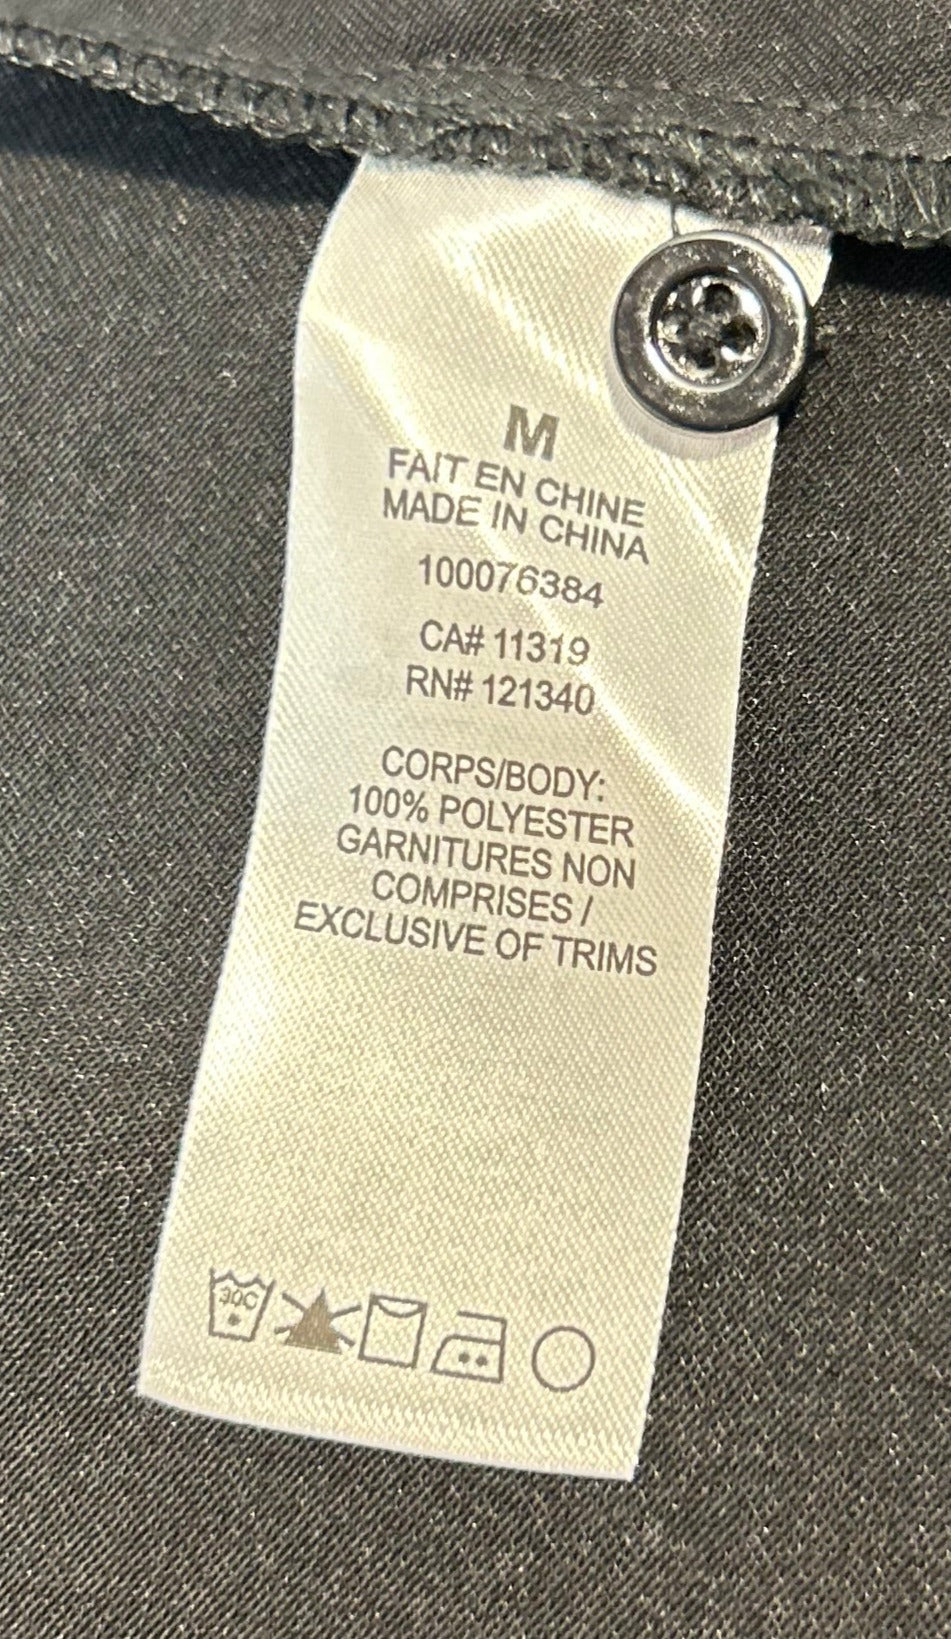 M
FAIT EN CHINE
MADE IN CHINA
100076384
CA# 11319
RN# 121340
CORPS/BODY:
100% POLYESTER
GARNITURES NON
COMPRISES /
EXCLUSIVE OF TRIMS
30C